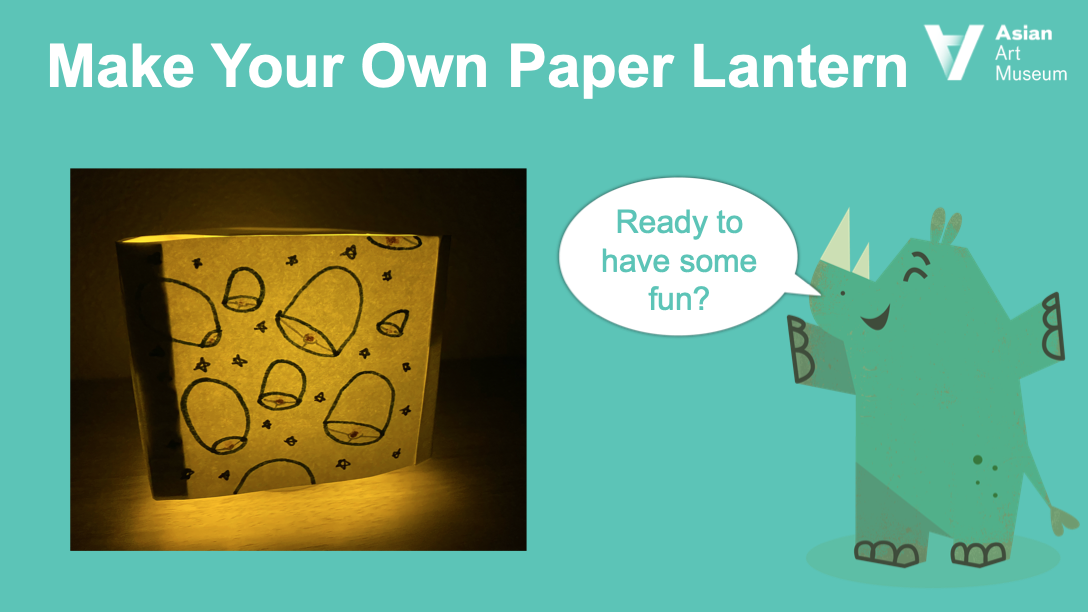 Make Your Own Paper Lantern
Asian
Art
Museum
Ready to
have some
fun?